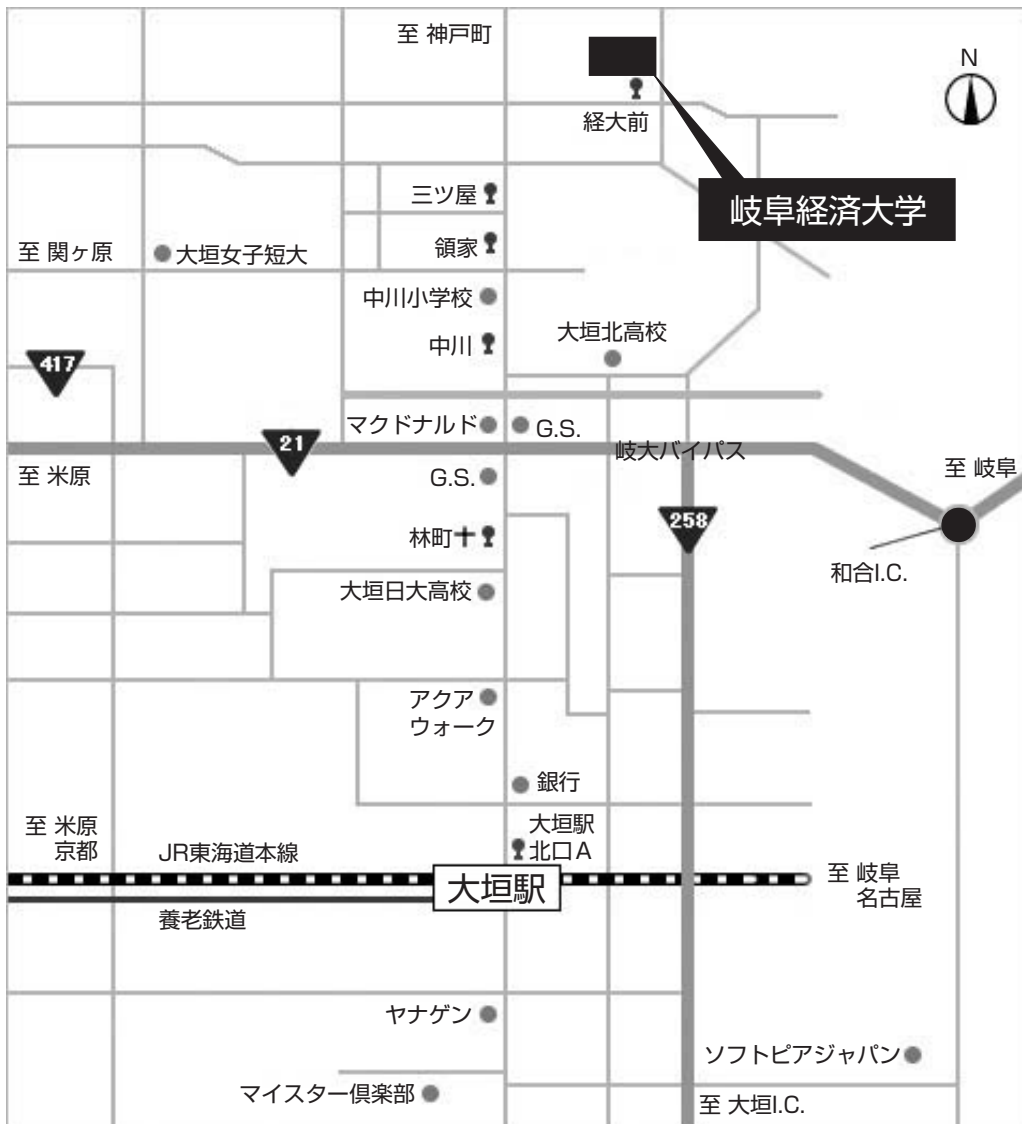 至 神戸町
N
経大前
三ツ屋
岐阜経済大学
領家
至 関ヶ原
大垣女子短大
中川小学校
中川
大垣北高校
417
マクドナルド
G.S.
21
岐大バイパス
至 米原
G.S.
至 岐阜
258
林町
和合I.C.
大垣日大高校
アクア
ウォーク
銀行
至 米原
京都
大垣駅
北口A
JR東海道本線
大垣駅
至 岐阜
名古屋
養老鉄道
ヤナゲン
ソフトピアジャパン
マイスター倶楽部
至 大垣I.C.